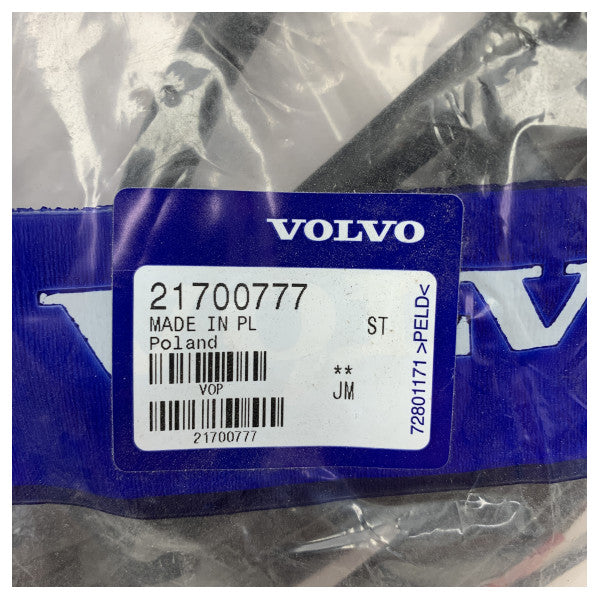 VOLVO
21700777
MADE IN PL ST
Poland
**
VOP JM
21700777
72801171 >PELD<